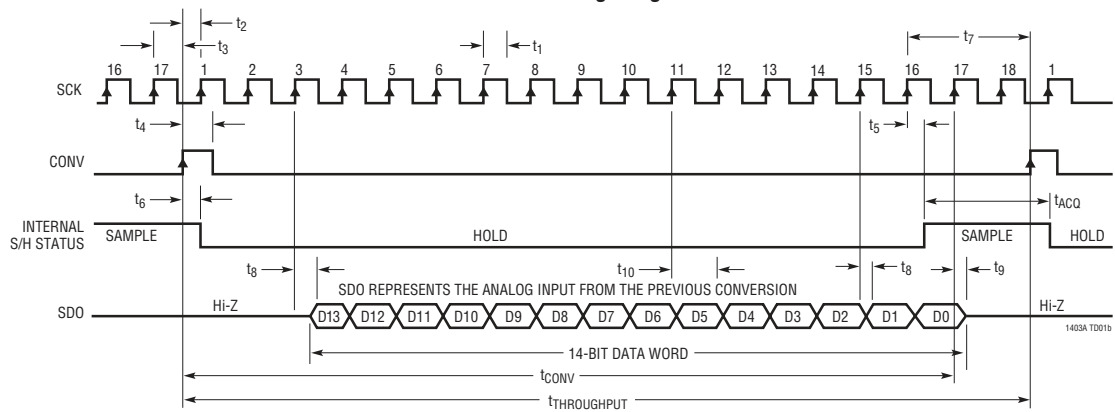 t2
t3
t1
t7
16 17 1 2 3 4 5 6 7 8 9 10 11 12 13 14 15 16 17 18 1
SCK
t4
t5
CONV
t6
tACQ
INTERNAL
S/H STATUS
SAMPLE
HOLD
SAMPLE
HOLD
t8
t10
t8
t9
SDO REPRESENTS THE ANALOG INPUT FROM THE PREVIOUS CONVERSION
SDO
Hi-Z
D13 D12 D11 D10 D9 D8 D7 D6 D5 D4 D3 D2 D1 D0
Hi-Z
1403A TD01b
14-BIT DATA WORD
tCONV
tTHROUGHPUT